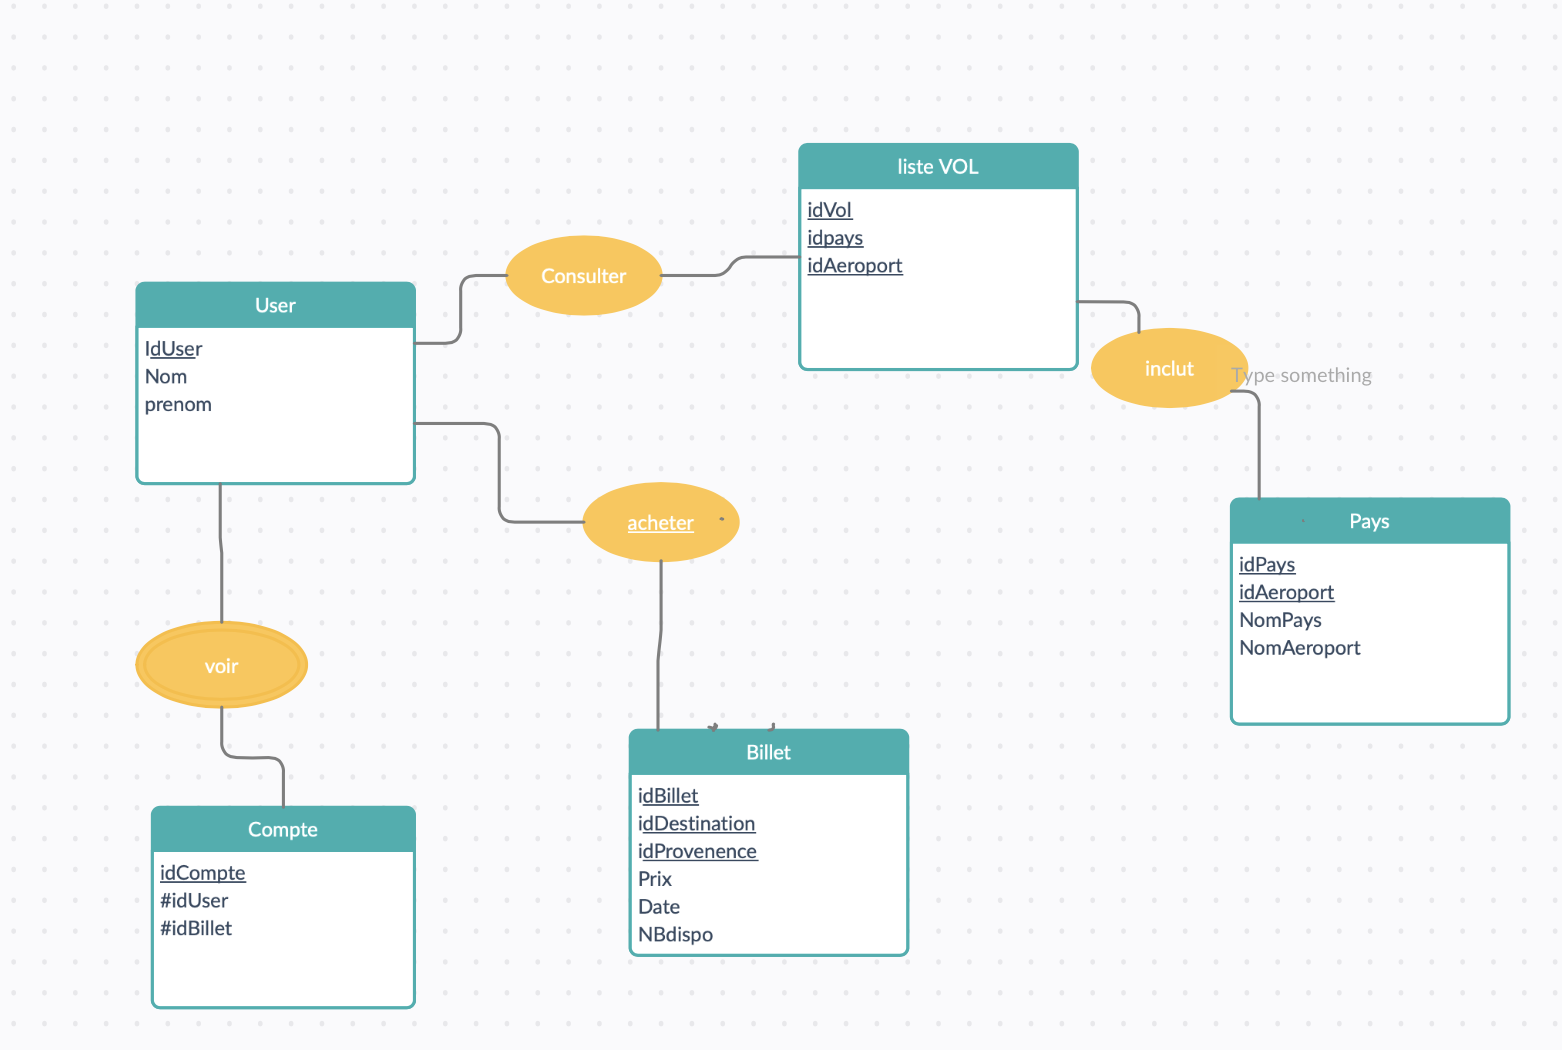 liste VOL
idVol
idpays
idAeroport
Consulter
User
IdUser
Nom
prenom
inclut
Type something
acheter
Pays
idPays
idAeroport
NomPays
NomAeroport
voir
Billet
idBillet
idDestination
idProvenence
Prix
Date
NBdispo
Compte
idCompte
#idUser
#idBillet